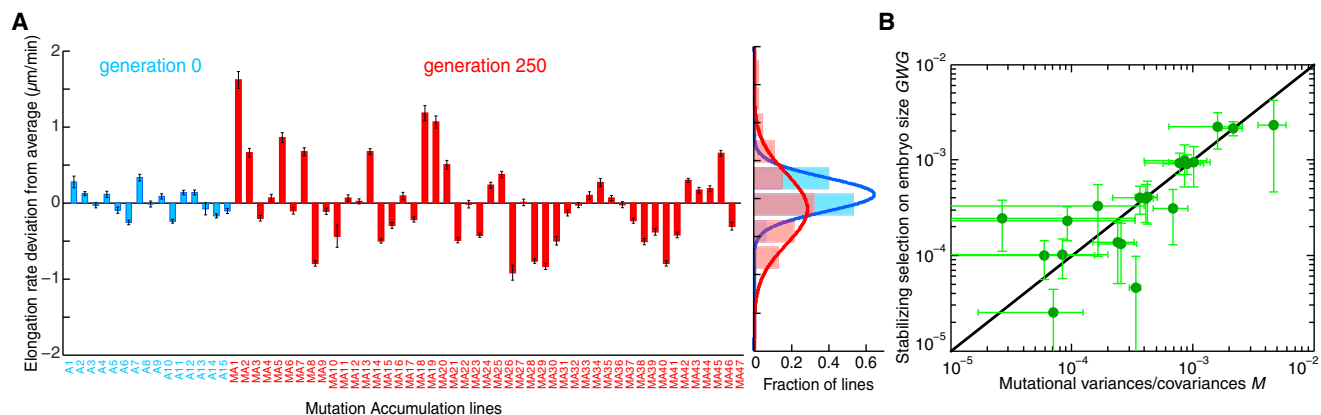 A
Elongation rate deviation from average (µm/min)
2
1
0
−1
−2
generation 0
generation 250
A1 A2 A3 A4 A5 A6 A7 A8 A9 A10 A11 A12 A13 A14 A15 MA1 MA2 MA3 MA4 MA5 MA6 MA7 MA8 MA9 MA10 MA11 MA12 MA13 MA14 MA15 MA16 MA17 MA18 MA19 MA20 MA21 MA22 MA23 MA24 MA25 MA26 MA27 MA28 MA29 MA30 MA31 MA32 MA33 MA34 MA35 MA36 MA37 MA38 MA39 MA40 MA41 MA42 MA43 MA44 MA45 MA46 MA47
Mutation Accumulation lines
0 0.2 0.4 0.6
Fraction of lines
B
Stabilizing selection on embryo size GWG
10⁻²
10⁻³
10⁻⁴
10⁻⁵
10⁻⁵ 10⁻⁴ 10⁻³ 10⁻²
Mutational variances/covariances M